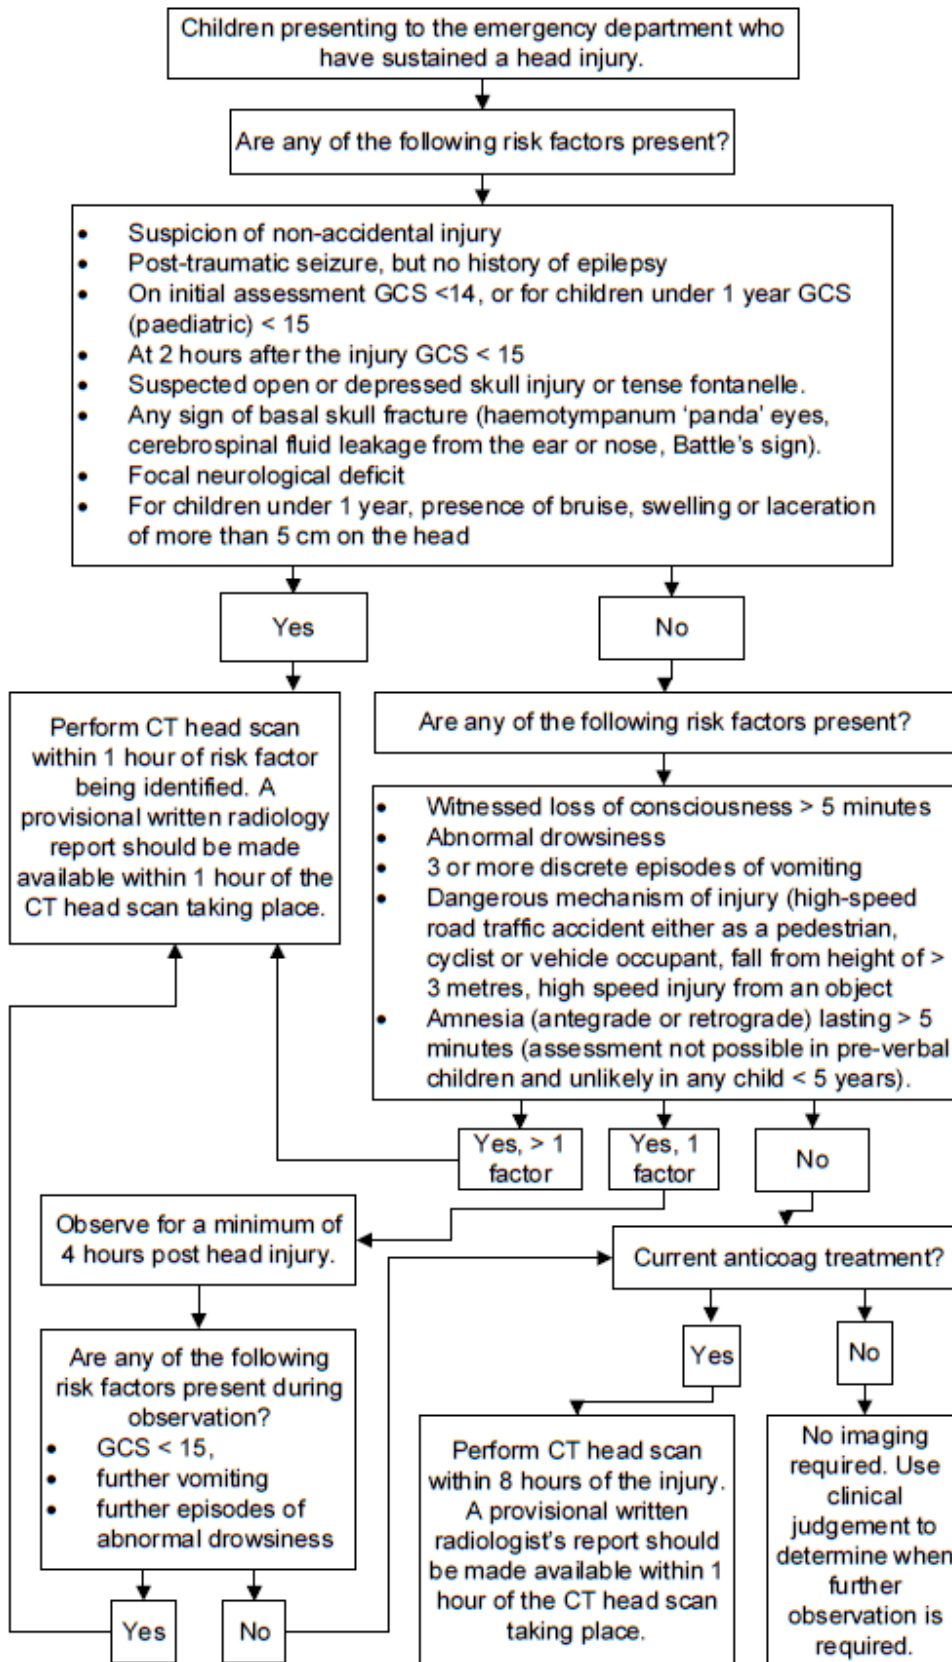 Children presenting to the emergency department who
have sustained a head injury.
Are any of the following risk factors present?
• Suspicion of non-accidental injury
• Post-traumatic seizure, but no history of epilepsy
• On initial assessment GCS <14, or for children under 1 year GCS
(paediatric) < 15
• At 2 hours after the injury GCS < 15
• Suspected open or depressed skull injury or tense fontanelle.
• Any sign of basal skull fracture (haemotympanum ‘panda’ eyes,
cerebrospinal fluid leakage from the ear or nose, Battle’s sign).
• Focal neurological deficit
• For children under 1 year, presence of bruise, swelling or laceration
of more than 5 cm on the head
Yes
No
Perform CT head scan
within 1 hour of risk factor
being identified. A
provisional written radiology
report should be made
available within 1 hour of the
CT head scan taking place.
Are any of the following risk factors present?
• Witnessed loss of consciousness > 5 minutes
• Abnormal drowsiness
• 3 or more discrete episodes of vomiting
• Dangerous mechanism of injury (high-speed
road traffic accident either as a pedestrian,
cyclist or vehicle occupant, fall from height of >
3 metres, high speed injury from an object
• Amnesia (antegrade or retrograde) lasting > 5
minutes (assessment not possible in pre-verbal
children and unlikely in any child < 5 years).
Yes, > 1
factor
Yes, 1
factor
No
Observe for a minimum of
4 hours post head injury.
Current anticoag treatment?
Are any of the following
risk factors present during
observation?
• GCS < 15,
• further vomiting
• further episodes of
abnormal drowsiness
Yes
No
Yes
No
Perform CT head scan
within 8 hours of the injury.
A provisional written
radiologist’s report should
be made available within 1
hour of the CT head scan
taking place.
No imaging
required. Use
clinical
judgement to
determine when
further
observation is
required.